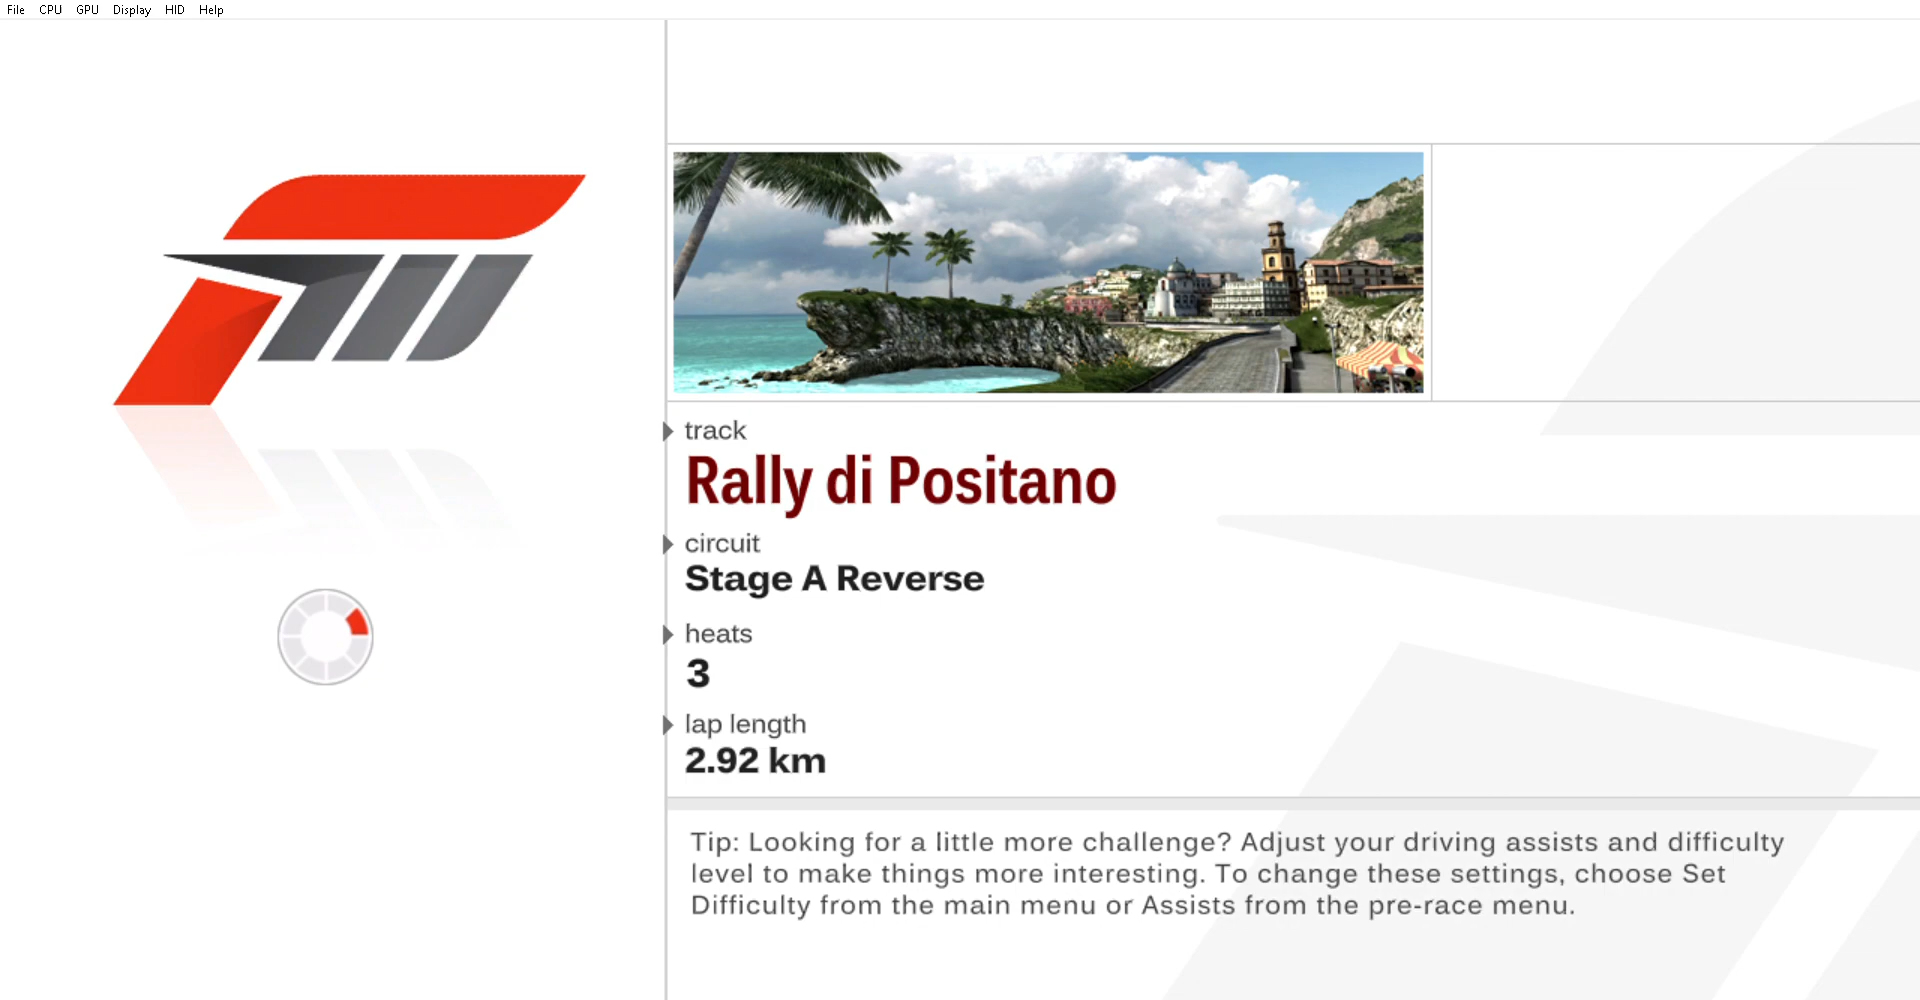 File CPU GPU Display HID Help
track
Rally di Positano
circuit
Stage A Reverse
heats
3
lap length
2.92 km
Tip: Looking for a little more challenge? Adjust your driving assists and difficulty
level to make things more interesting. To change these settings, choose Set
Difficulty from the main menu or Assists from the pre-race menu.